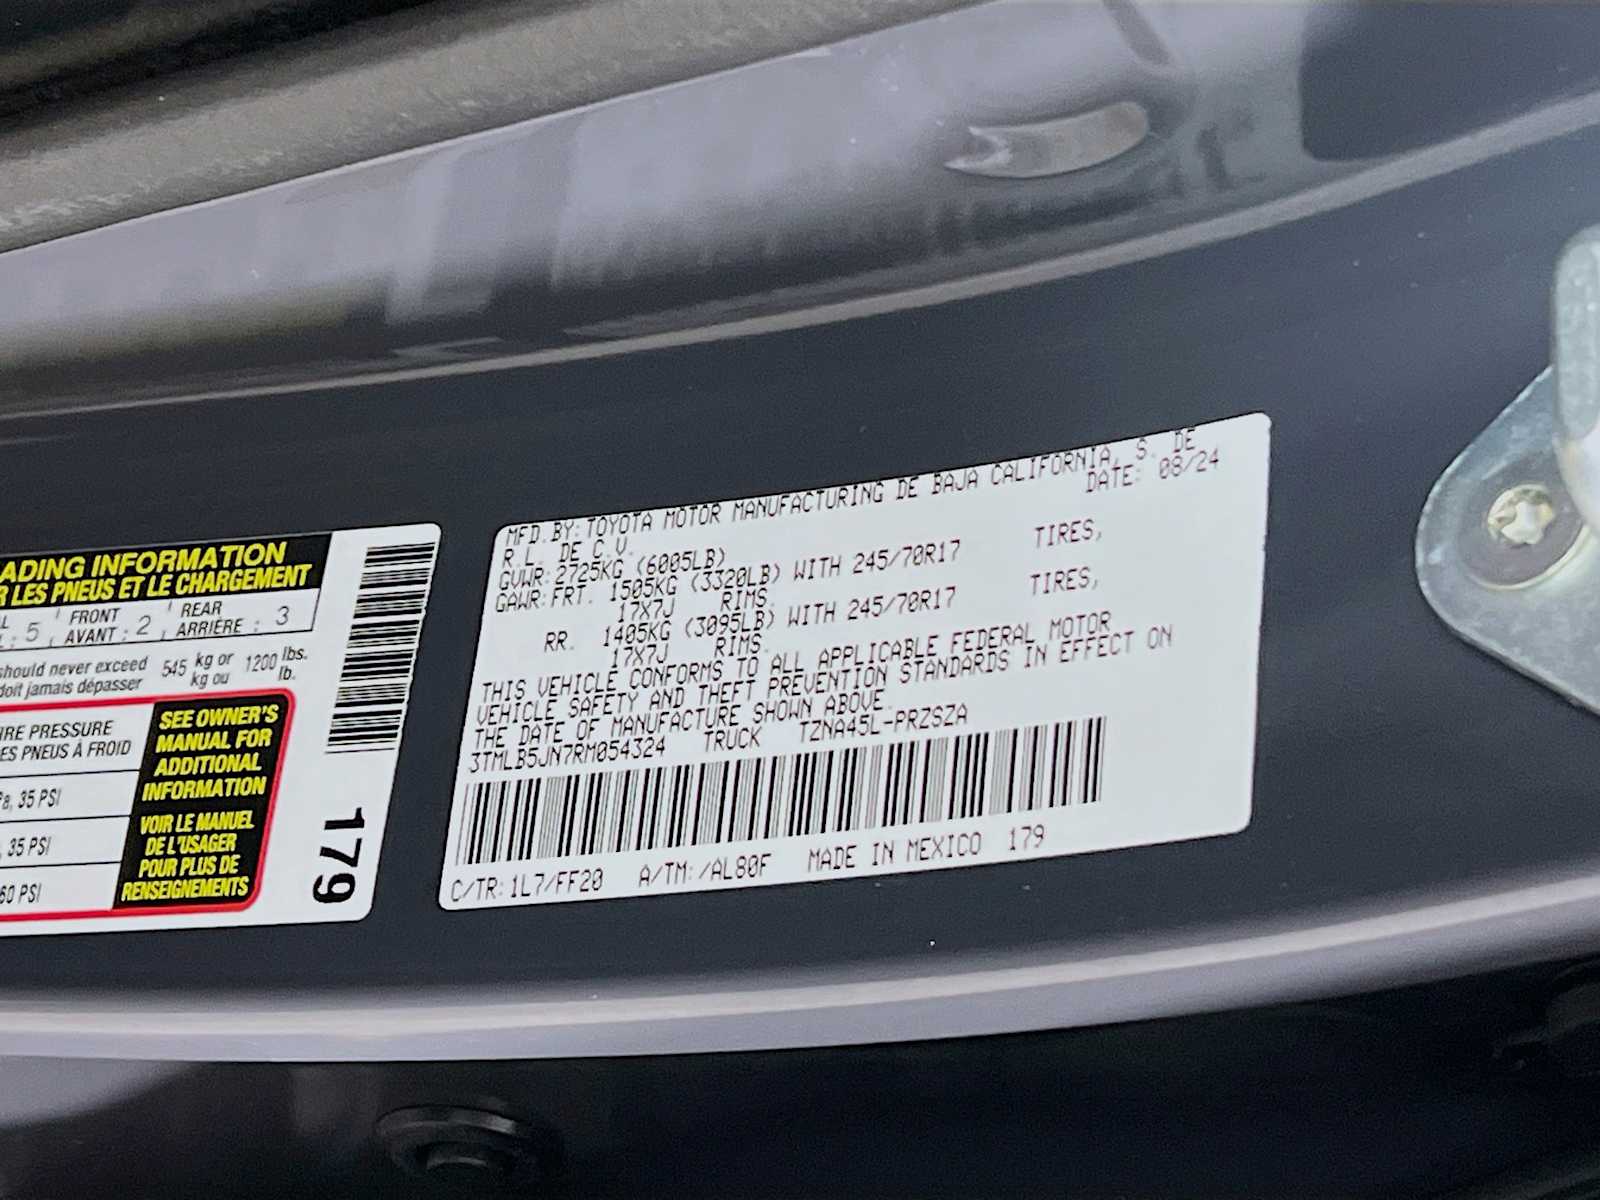 ADING INFORMATION
R LES PNEUS ET LE CHARGEMENT
FRONT REAR
5 AVANT : 2 ARRIÈRE : 3
should never exceed 545 kg or 1200 lbs.
doit jamais dépasser kg ou lb.
IRE PRESSURE
ES PNEUS À FROID
35 PSI
35 PSI
60 PSI
SEE OWNER'S
MANUAL FOR
ADDITIONAL
INFORMATION
VOIR LE MANUEL
DE L'USAGER
POUR PLUS DE
RENSEIGNEMENTS
179
MFD. BY: TOYOTA MOTOR MANUFACTURING DE BAJA CALIFORNIA, S. DE
R.L. DE C.V. DATE: 08/24
GVWR: 2725KG (6005LB)
GAWR: FRT. 1505KG (3320LB) WITH 245/70R17 TIRES,
17X7J RIMS.
RR. 1405KG (3095LB) WITH 245/70R17 TIRES,
17X7J RIMS.
THIS VEHICLE CONFORMS TO ALL APPLICABLE FEDERAL MOTOR
VEHICLE SAFETY AND THEFT PREVENTION STANDARDS IN EFFECT ON
THE DATE OF MANUFACTURE SHOWN ABOVE.
3TMLB5JN7RM054324 TRUCK TZNA45L-PRZSZA
C/TR: 1L7/FF20 A/TM: /AL80F MADE IN MEXICO 179